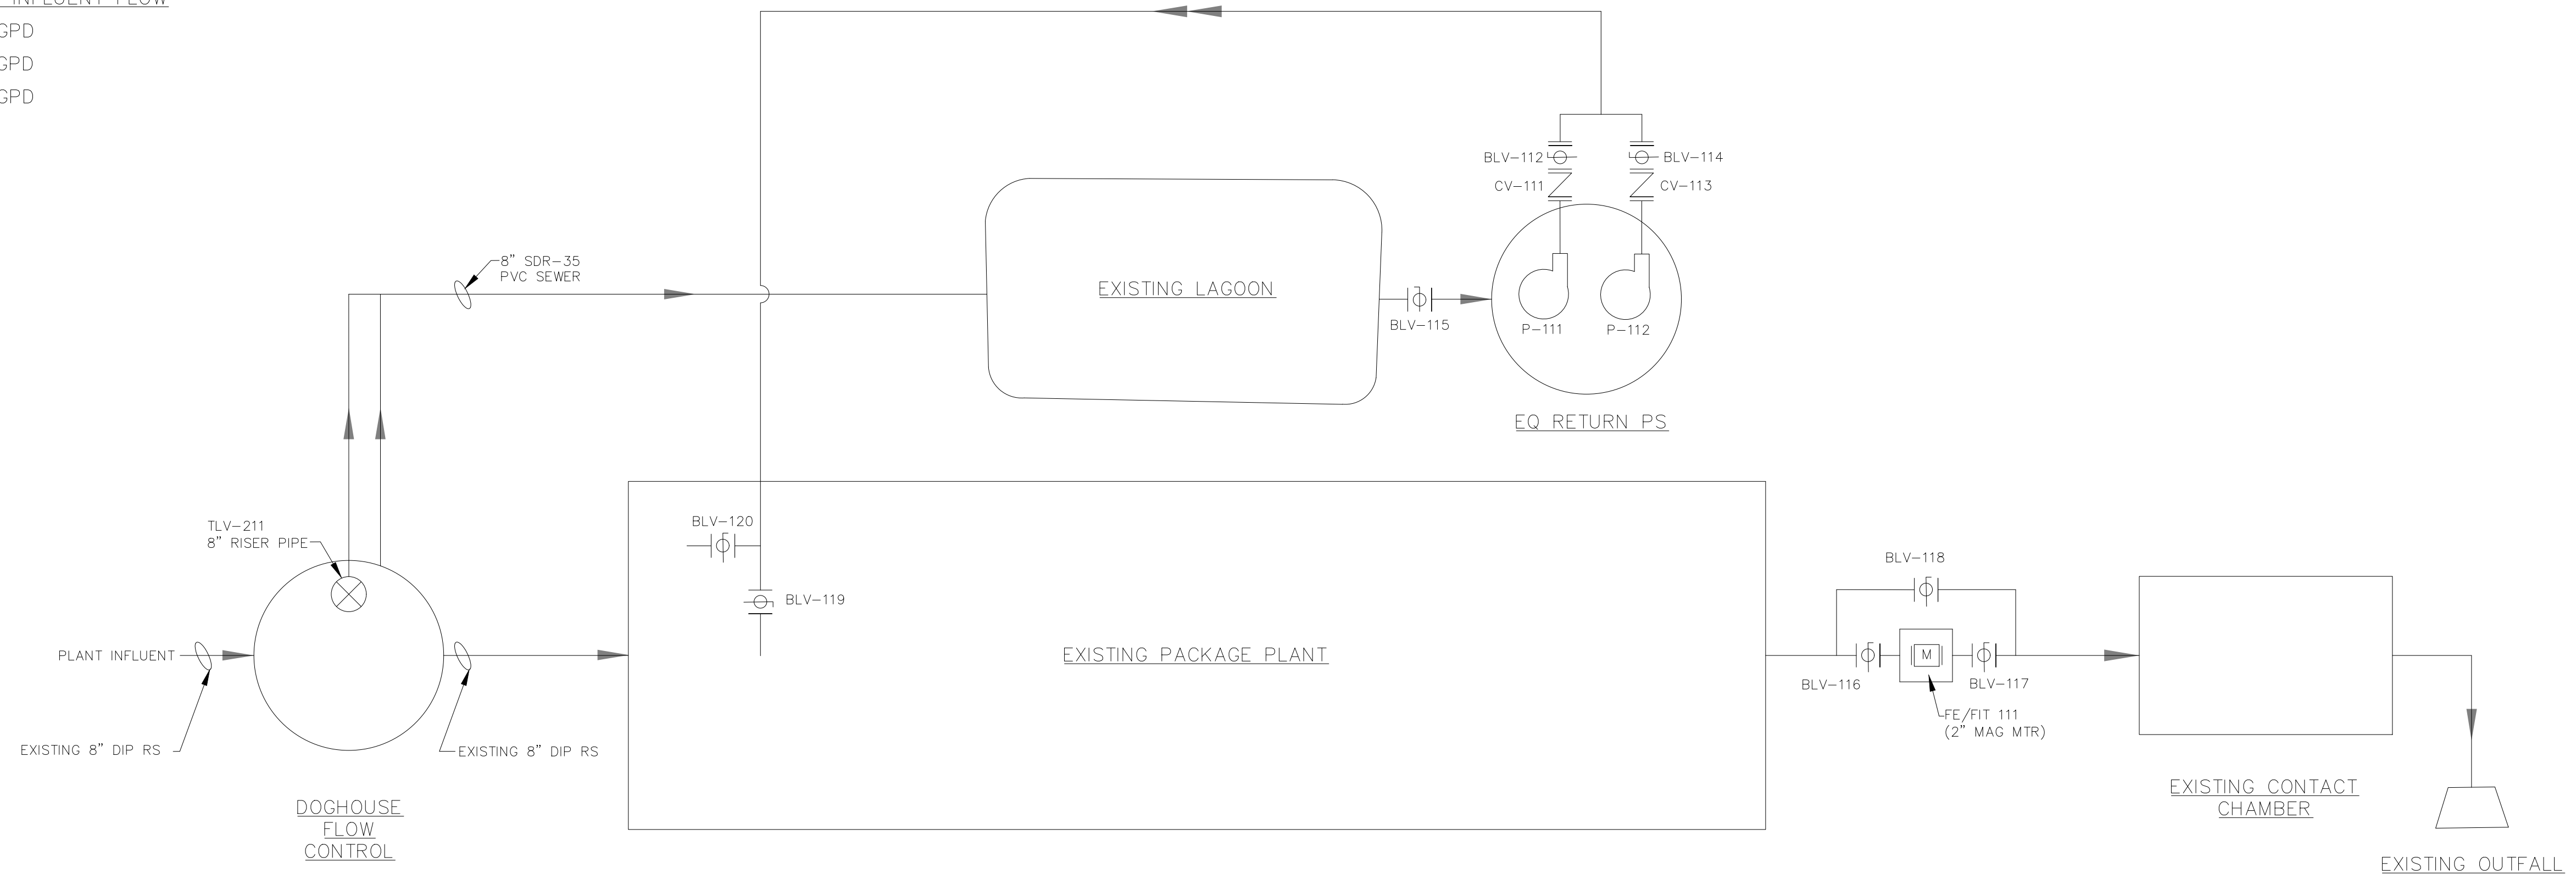 INFLUENT FLOW
GPD
GPD
GPD
BLV-112
BLV-114
CV-111
CV-113
8" SDR-35
PVC SEWER
EXISTING LAGOON
BLV-115
P-111
P-112
EQ RETURN PS
TLV-211
8" RISER PIPE
BLV-120
BLV-119
BLV-118
PLANT INFLUENT
EXISTING PACKAGE PLANT
M
BLV-116
BLV-117
FE/FIT 111
(2" MAG MTR)
EXISTING 8" DIP RS
EXISTING 8" DIP RS
DOGHOUSE
FLOW
CONTROL
EXISTING CONTACT
CHAMBER
EXISTING OUTFALL